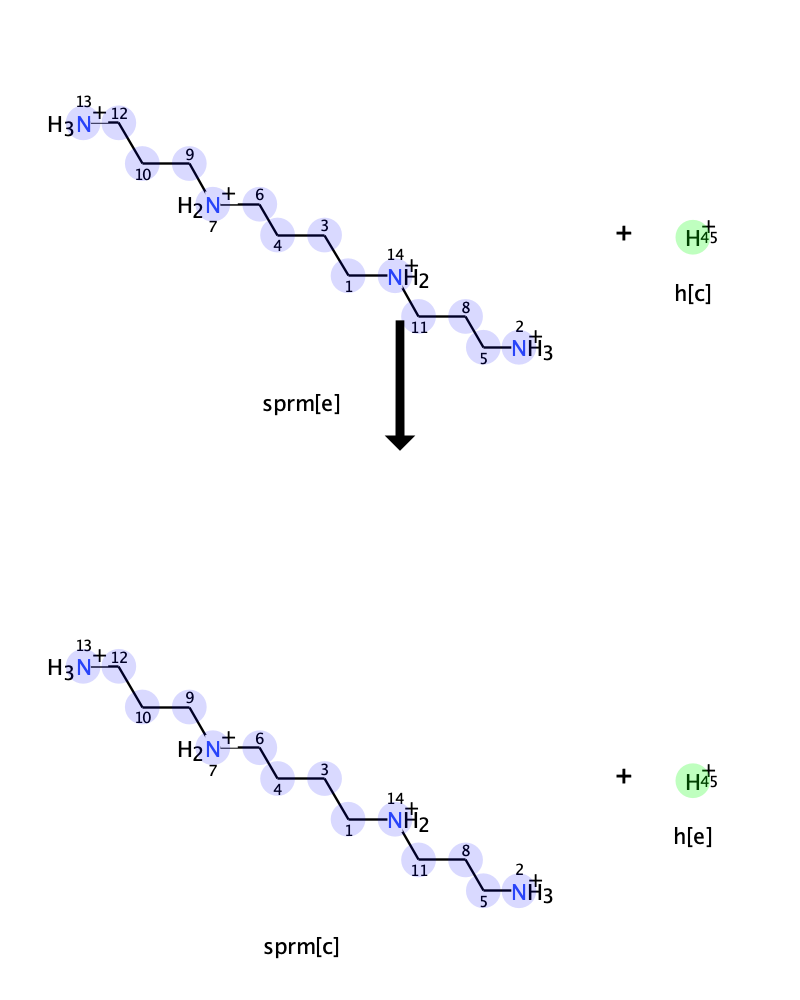 13
H3N+ 12
9
10
H2N+ 6
7
4 3
14
1 NH2+
11 8
2
5 NH3+
+ H+45
h[c]
sprm[e]
13
H3N+ 12
9
10
H2N+ 6
7
4 3
14
1 NH2+
11 8
2
5 NH3+
+ H+45
h[e]
sprm[c]